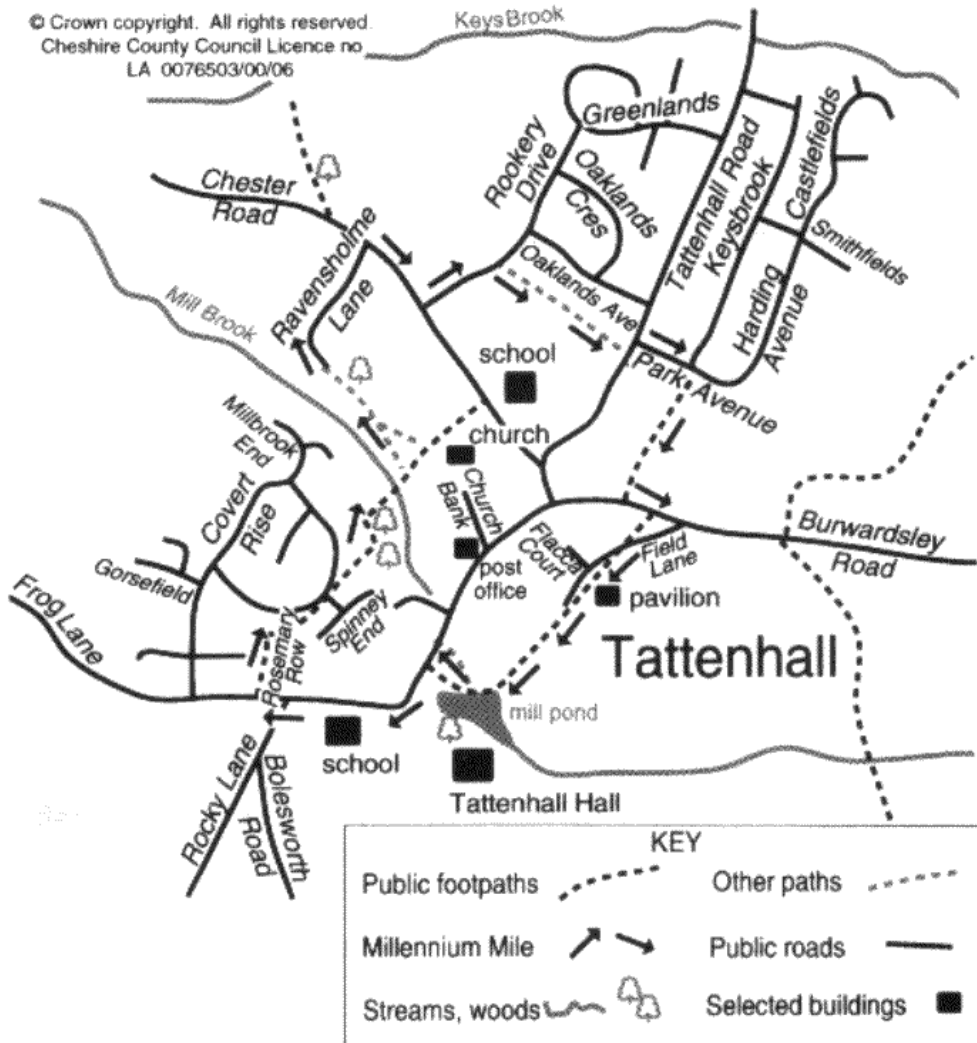 © Crown copyright. All rights reserved.
Cheshire County Council Licence no
LA 0076503/00/06
Keys Brook
Greenlands
Rookery
Drive
Oaklands
Cres
Oaklands Ave
Tattenhall Road
Keysbrook
Castlefields
Smithfields
Harding
Avenue
Park Avenue
Chester
Road
Ravensholme
Lane
Mill Brook
school
church
Church
Bank
post
office
Millbrook
End
Covert
Rise
Gorsefield
Frog Lane
Rosemary
Row
Spinney
End
Flacca
Court
Field
Lane
pavilion
Burwardsley
Road
Tattenhall
mill pond
school
Tattenhall Hall
Rocky Lane
Bolesworth
Road
KEY
Public footpaths
Other paths
Millennium Mile
Public roads
Streams, woods
Selected buildings